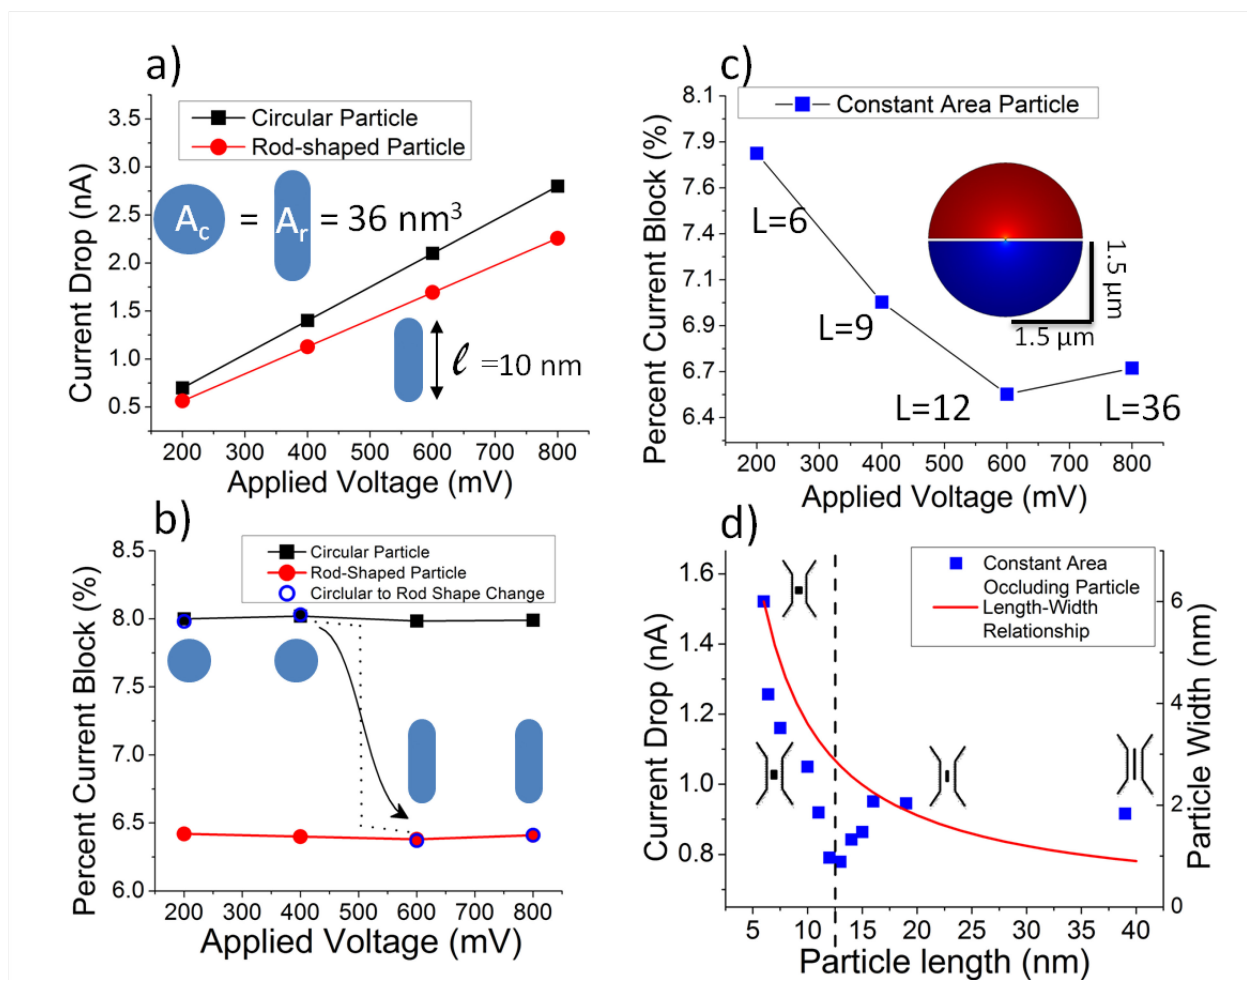 a)
3.5
3.0
2.5
2.0
1.5
1.0
0.5
Current Drop (nA)
Circular Particle
Rod-shaped Particle
Ac = Ar = 36 nm³
ℓ =10 nm
200 300 400 500 600 700 800
Applied Voltage (mV)
b)
8.5
8.0
7.5
7.0
6.5
6.0
Percent Current Block (%)
Circular Particle
Rod-Shaped Particle
Cirlcular to Rod Shape Change
200 300 400 500 600 700 800
Applied Voltage (mV)
c)
8.1
7.9
7.6
7.4
7.1
6.9
6.7
6.4
Percent Current Block (%)
Constant Area Particle
L=6
L=9
L=12
L=36
1.5 µm
1.5 µm
200 300 400 500 600 700 800
Applied Voltage (mV)
d)
1.6
1.4
1.2
1.0
0.8
Current Drop (nA)
Constant Area
Occluding Particle
Length-Width
Relationship
6
4
2
0
Particle Width (nm)
5 10 15 20 25 30 35 40
Particle length (nm)